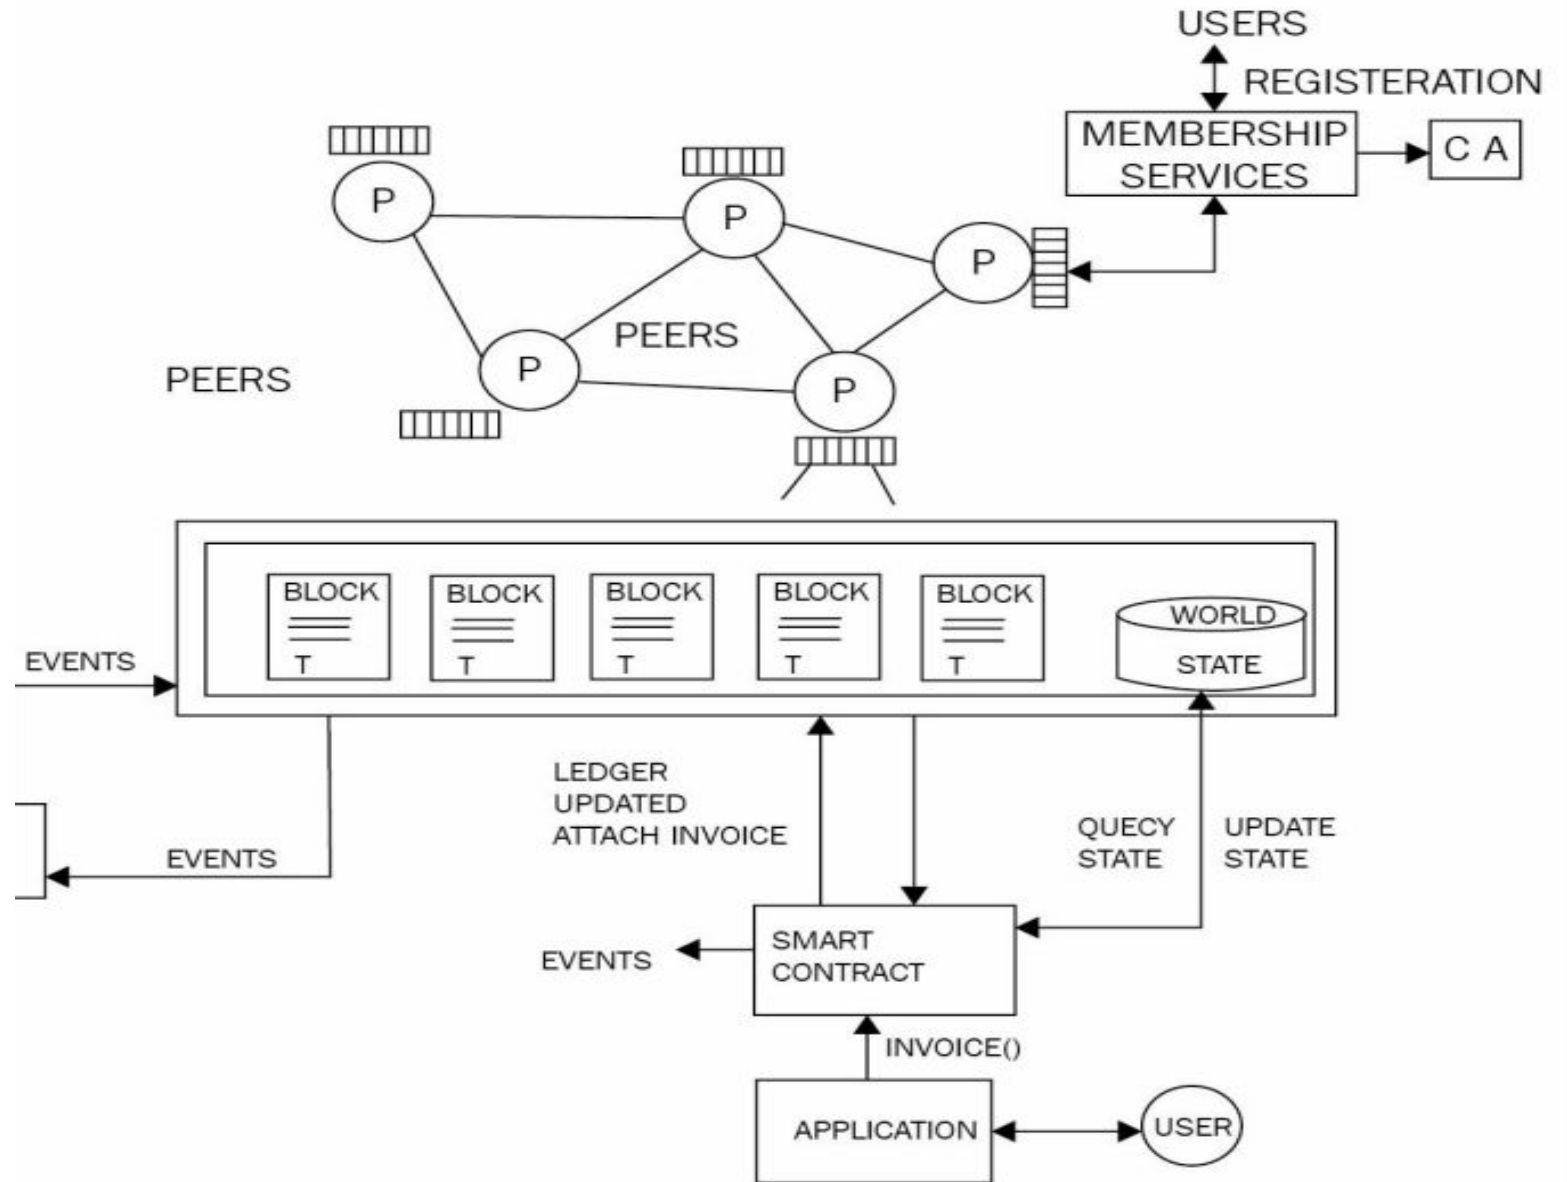 USERS
REGISTERATION
MEMBERSHIP
SERVICES
C A
P
P
P
PEERS
P
P
PEERS
BLOCK
T
BLOCK
T
BLOCK
T
BLOCK
T
BLOCK
T
WORLD
STATE
EVENTS
LEDGER
UPDATED
ATTACH INVOICE
QUECY
STATE
UPDATE
STATE
EVENTS
SMART
CONTRACT
EVENTS
INVOICE()
APPLICATION
USER